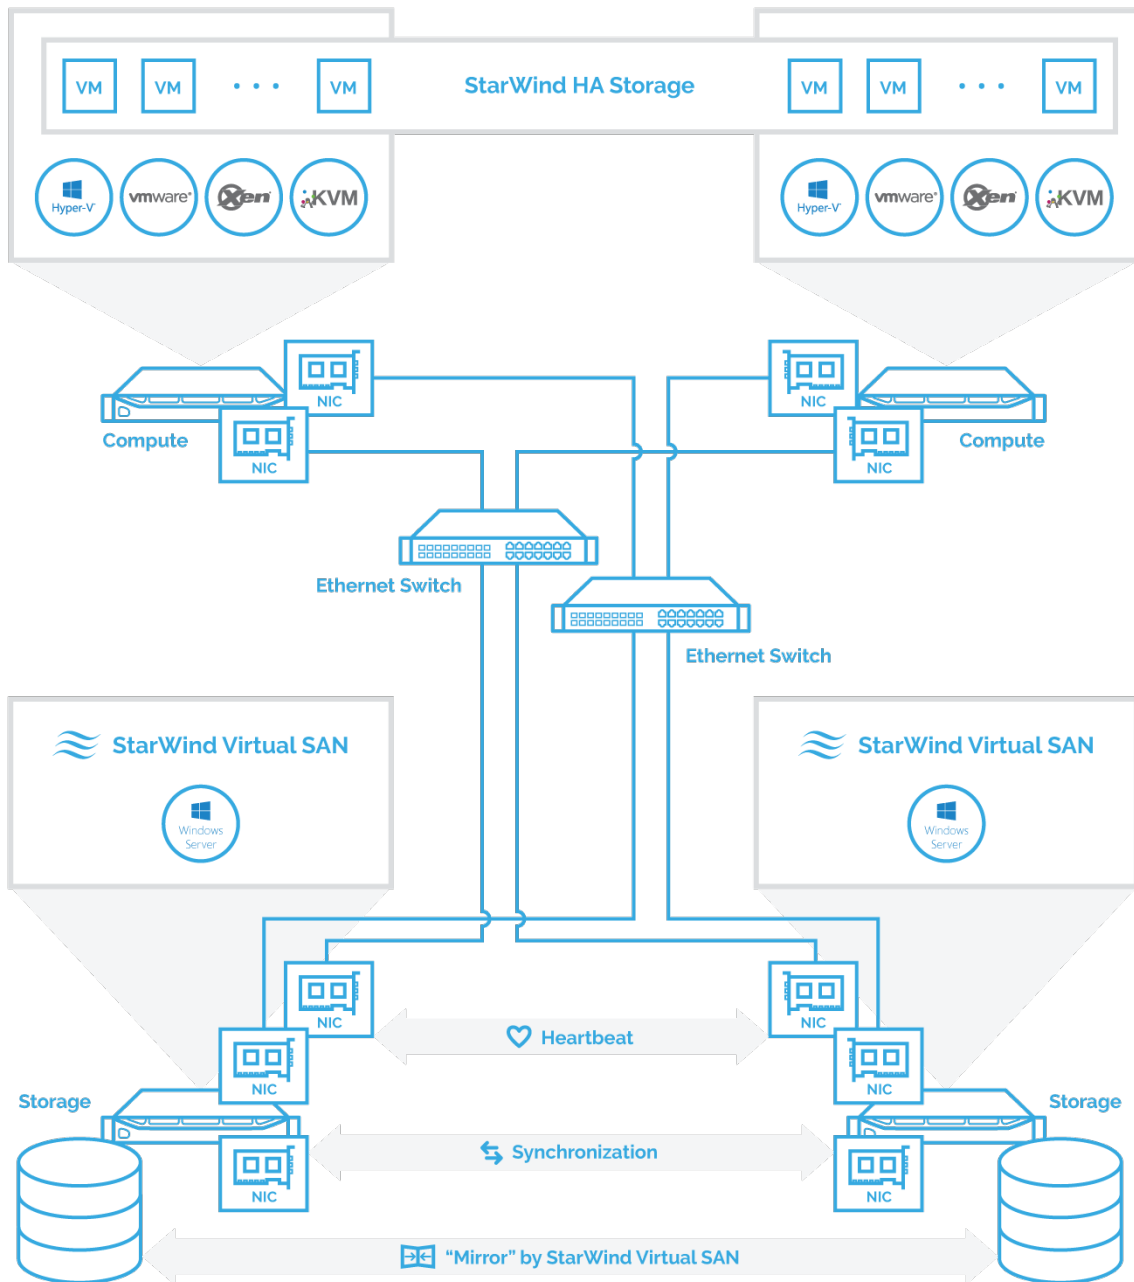 VM VM VM StarWind HA Storage VM VM VM
Hyper-V vmware® Xen KVM Hyper-V vmware® Xen KVM
NIC NIC
Compute Compute
NIC NIC
Ethernet Switch
Ethernet Switch
StarWind Virtual SAN StarWind Virtual SAN
Windows Windows
Server Server
NIC NIC
Heartbeat
NIC NIC
Storage Storage
Synchronization
NIC NIC
“Mirror” by StarWind Virtual SAN